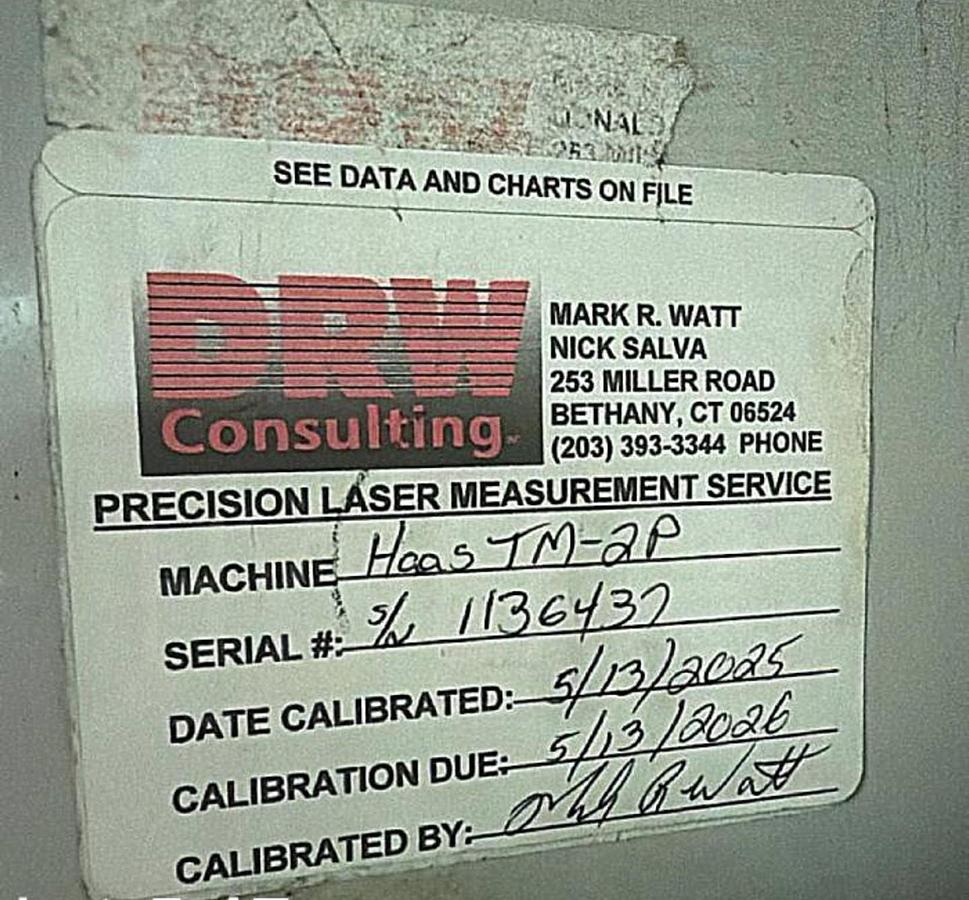 SEE DATA AND CHARTS ON FILE
DRW
Consulting
MARK R. WATT
NICK SALVA
253 MILLER ROAD
BETHANY, CT 06524
(203) 393-3344 PHONE
PRECISION LASER MEASUREMENT SERVICE
MACHINE Haas TM-2P
SERIAL #: S/N 1136437
DATE CALIBRATED: 5/13/2025
CALIBRATION DUE: 5/13/2026
CALIBRATED BY: Mark R Watt